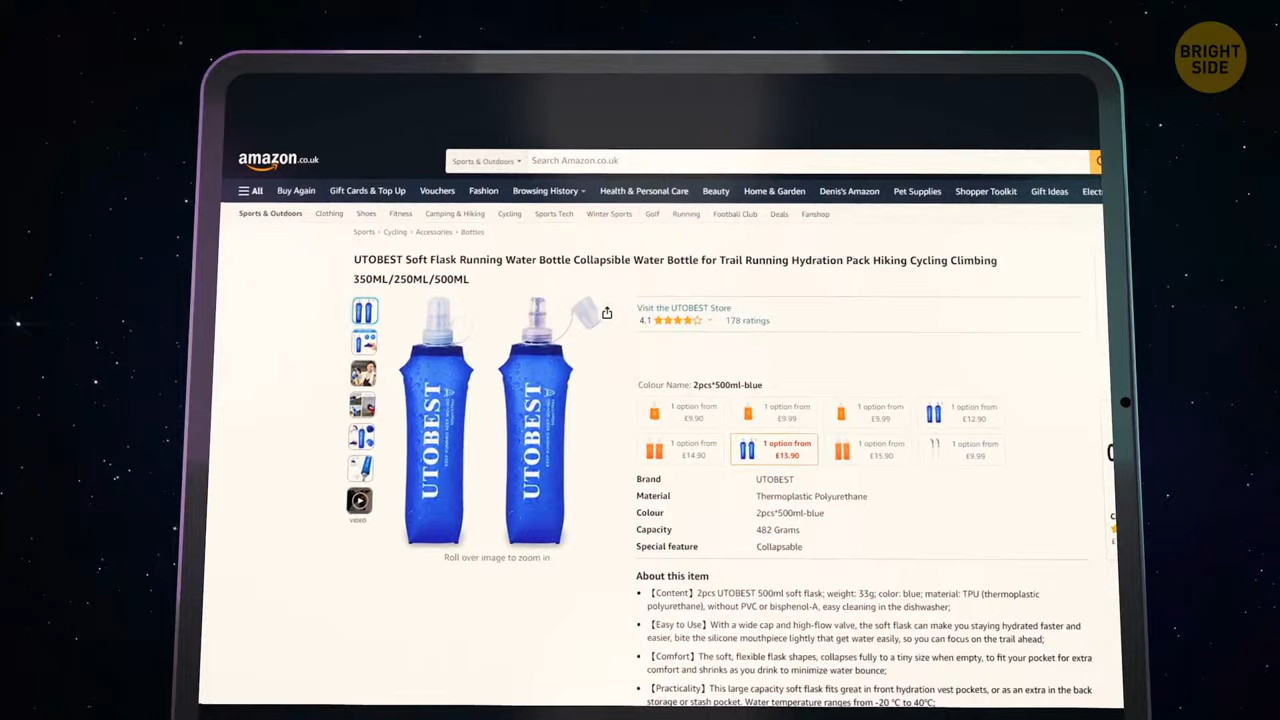 BRIGHT
SIDE
amazon.co.uk
Sports & Outdoors
Search Amazon.co.uk
All Buy Again Gift Cards & Top Up Vouchers Fashion Browsing History Health & Personal Care Beauty Home & Garden Denis's Amazon Pet Supplies Shopper Toolkit Gift Ideas Elect
Sports & Outdoors Clothing Shoes Fitness Camping & Hiking Cycling Sports Tech Winter Sports Golf Running Football Club Deals Fanshop
Sports › Cycling › Accessories › Bottles
UTOBEST Soft Flask Running Water Bottle Collapsible Water Bottle for Trail Running Hydration Pack Hiking Cycling Climbing
350ML/250ML/500ML
UTOBEST
UTOBEST
VIDEO
Roll over image to zoom in
Visit the UTOBEST Store
4.1 178 ratings
Colour Name: 2pcs*500ml-blue
1 option from
£9.90
1 option from
£9.99
1 option from
£9.99
1 option from
£12.90
1 option from
£14.90
1 option from
£13.90
1 option from
£15.90
1 option from
£9.99
Brand UTOBEST
Material Thermoplastic Polyurethane
Colour 2pcs*500ml-blue
Capacity 482 Grams
Special feature Collapsable
About this item
【Content】2pcs UTOBEST 500ml soft flask; weight: 33g; color: blue; material: TPU (thermoplastic
polyurethane), without PVC or bisphenol-A, easy cleaning in the dishwasher;
【Easy to Use】With a wide cap and high-flow valve, the soft flask can make you staying hydrated faster and
easier, bite the silicone mouthpiece lightly that get water easily, so you can focus on the trail ahead;
【Comfort】The soft, flexible flask shapes, collapses fully to a tiny size when empty, to fit your pocket for extra
comfort and shrinks as you drink to minimize water bounce;
【Practicality】This large capacity soft flask fits great in front hydration vest pockets, or as an extra in the back
storage or stash pocket. Water temperature ranges from -20 °C to 40°C;